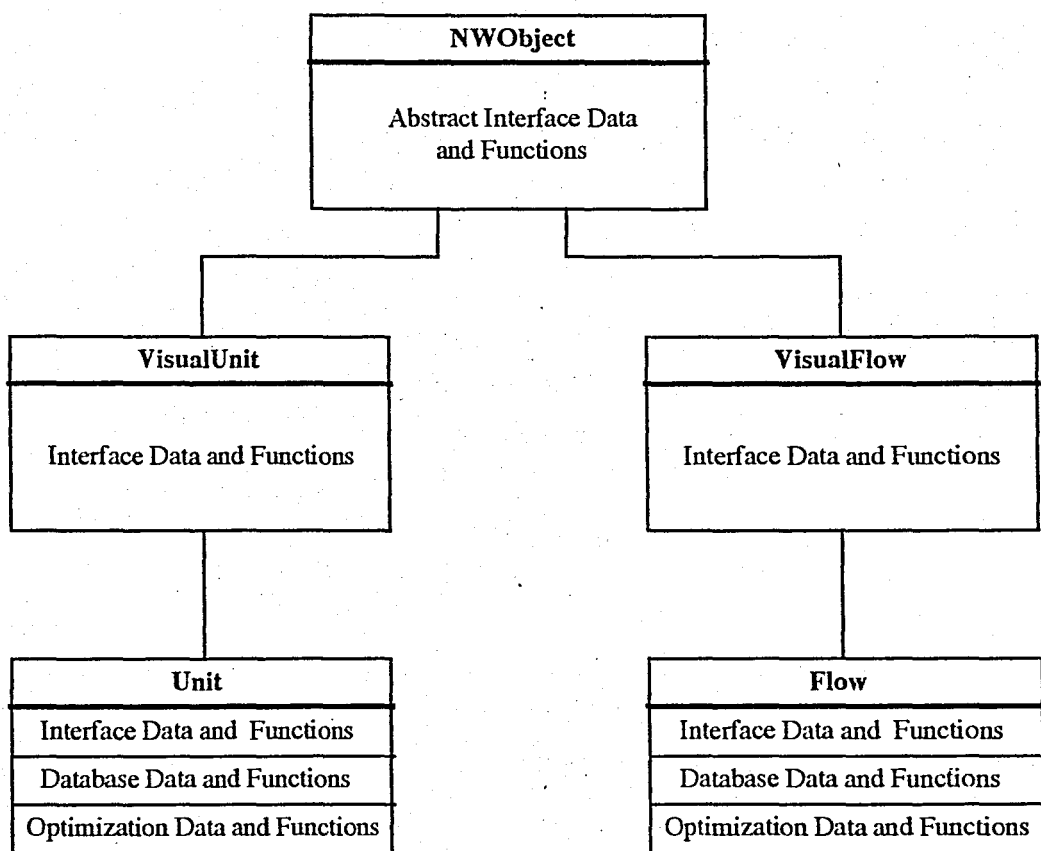 NWObject
Abstract Interface Data
and Functions
VisualUnit
Interface Data and Functions
VisualFlow
Interface Data and Functions
Unit
Interface Data and Functions
Database Data and Functions
Optimization Data and Functions
Flow
Interface Data and Functions
Database Data and Functions
Optimization Data and Functions